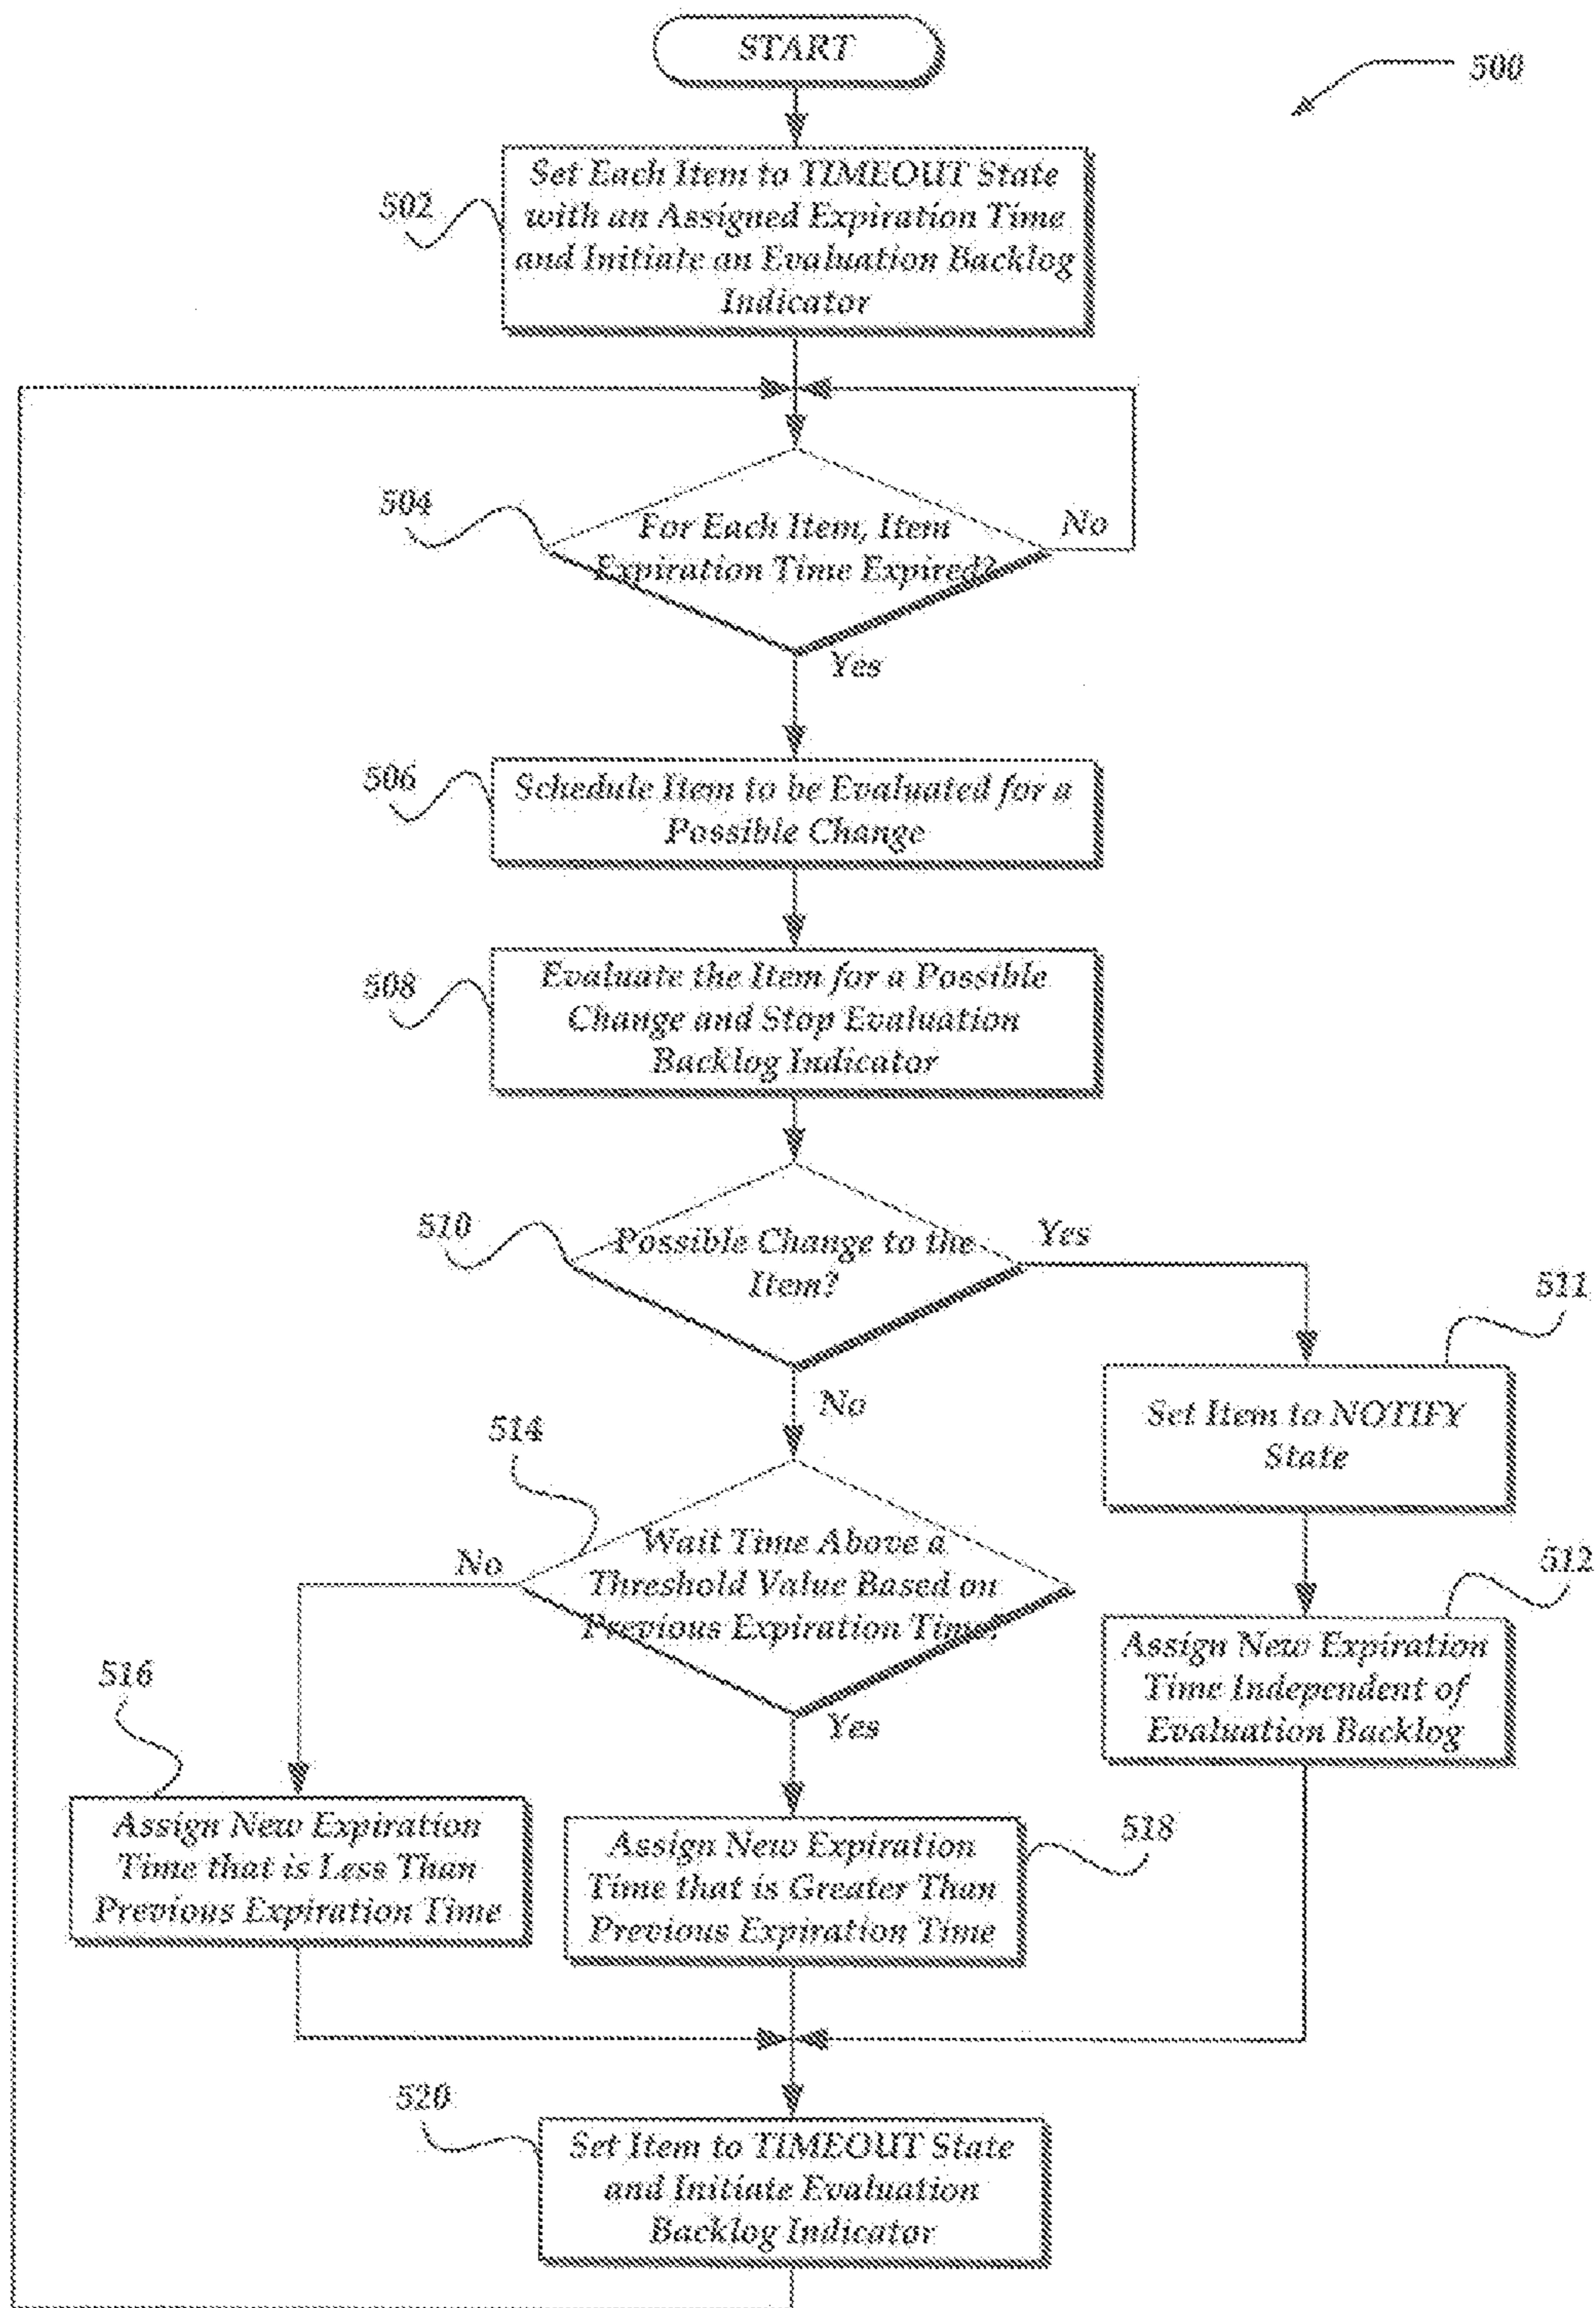 START
500
502
Set Each Item to TIMEOUT State
with an Assigned Expiration Time
and Initiate an Evaluation Backlog
Indicator
504
For Each Item, Item
Expiration Time Expired?
No
Yes
506
Schedule Item to be Evaluated for a
Possible Change
508
Evaluate the Item for a Possible
Change and Stop Evaluation
Backlog Indicator
510
Possible Change to the
Item?
Yes
No
511
Set Item to NOTIFY
State
514
Wait Time Above a
Threshold Value Based on
Previous Expiration Time?
No
Yes
512
Assign New Expiration
Time Independent of
Evaluation Backlog
516
Assign New Expiration
Time that is Less Than
Previous Expiration Time
518
Assign New Expiration
Time that is Greater Than
Previous Expiration Time
520
Set Item to TIMEOUT State
and Initiate Evaluation
Backlog Indicator